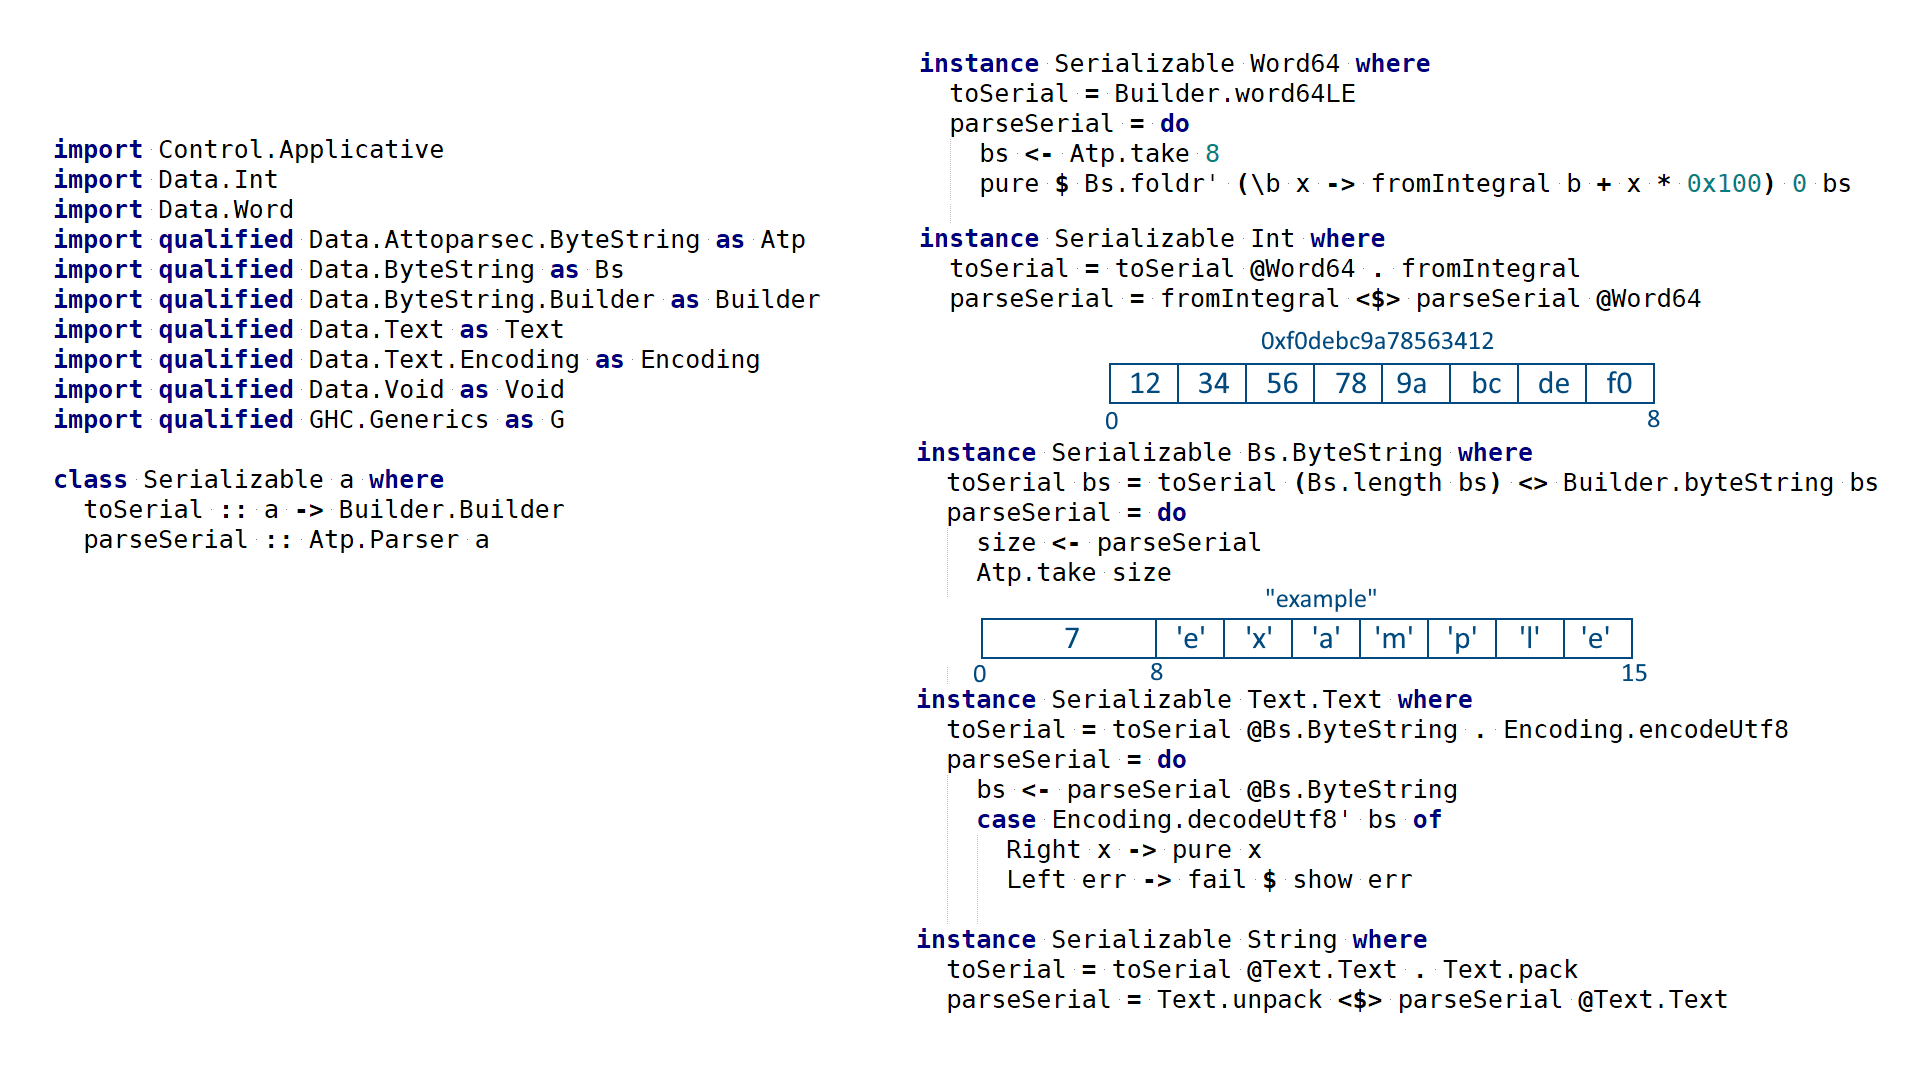 import Control.Applicative
import Data.Int
import Data.Word
import qualified Data.Attoparsec.ByteString as Atp
import qualified Data.ByteString as Bs
import qualified Data.ByteString.Builder as Builder
import qualified Data.Text as Text
import qualified Data.Text.Encoding as Encoding
import qualified Data.Void as Void
import qualified GHC.Generics as G

class Serializable a where
  toSerial :: a -> Builder.Builder
  parseSerial :: Atp.Parser a

instance Serializable Word64 where
  toSerial = Builder.word64LE
  parseSerial = do
    bs <- Atp.take 8
    pure $ Bs.foldr' (\b x -> fromIntegral b + x * 0x100) 0 bs

instance Serializable Int where
  toSerial = toSerial @Word64 . fromIntegral
  parseSerial = fromIntegral <$> parseSerial @Word64
0xf0debc9a78563412
12 34 56 78 9a bc de f0
0 8
instance Serializable Bs.ByteString where
  toSerial bs = toSerial (Bs.length bs) <> Builder.byteString bs
  parseSerial = do
    size <- parseSerial
    Atp.take size
"example"
7 'e' 'x' 'a' 'm' 'p' 'l' 'e'
0 8 15
instance Serializable Text.Text where
  toSerial = toSerial @Bs.ByteString . Encoding.encodeUtf8
  parseSerial = do
    bs <- parseSerial @Bs.ByteString
    case Encoding.decodeUtf8' bs of
      Right x -> pure x
      Left err -> fail $ show err

instance Serializable String where
  toSerial = toSerial @Text.Text . Text.pack
  parseSerial = Text.unpack <$> parseSerial @Text.Text